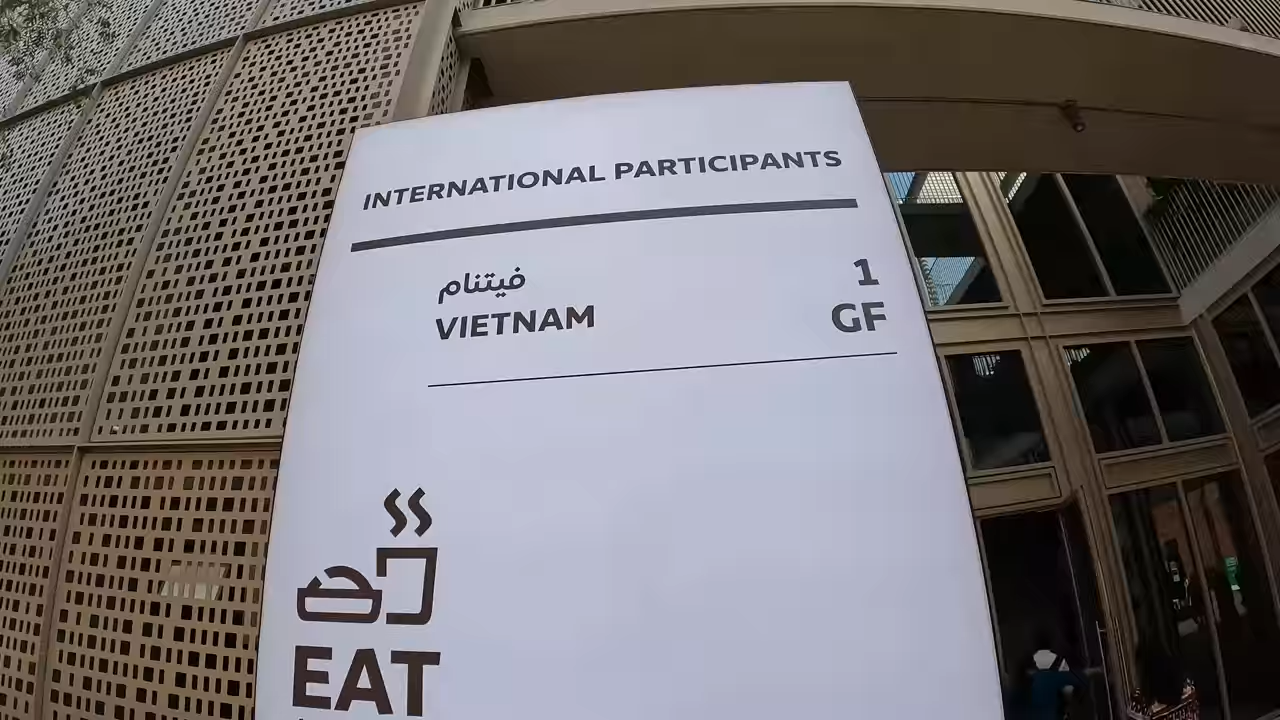 INTERNATIONAL PARTICIPANTS
فيتنام 1
VIETNAM GF
EAT